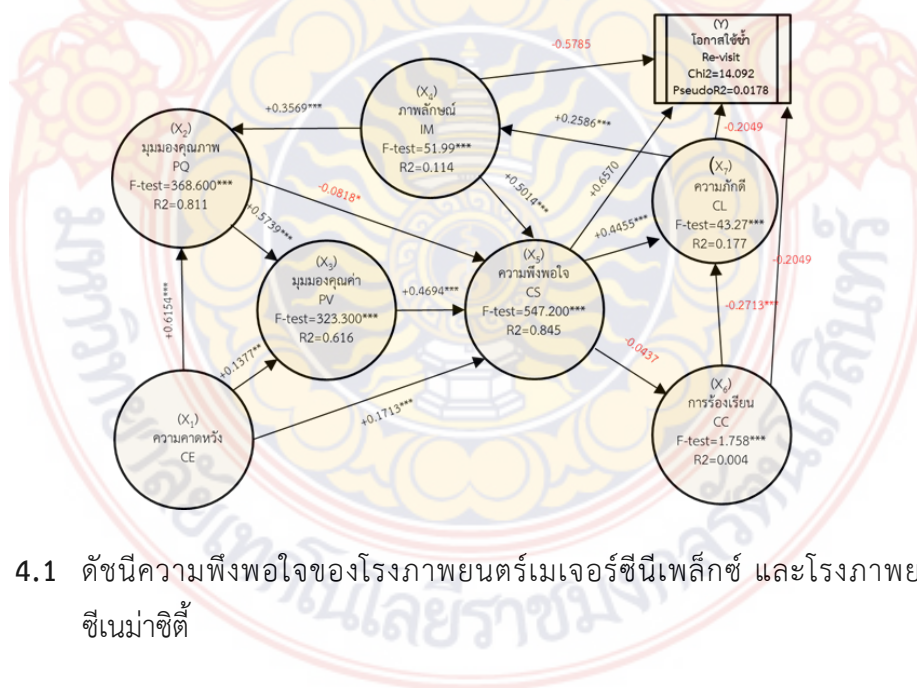 (Y)
โอกาสใช้ซ้ำ
Re-visit
Chl2=14.092
PseudoR2=0.0178
-0.5785
(X4)
ภาพลักษณ์
IM
F-test=51.99***
R2=0.114
+0.3569***
+0.2586***
-0.2049
(X2)
มุมมองคุณภาพ
PQ
F-test=368.600***
R2=0.811
(X7)
ความภักดี
CL
F-test=43.27***
R2=0.177
-0.0818*
+0.5014***
+0.6570
+0.5739***
+0.4455***
-0.2049
(X3)
มุมมองคุณค่า
PV
F-test=323.300***
R2=0.616
+0.4694***
(X5)
ความพึงพอใจ
CS
F-test=547.200***
R2=0.845
+0.6154***
-0.2713***
+0.1377**
-0.0437
(X1)
ความคาดหวัง
CE
+0.1713***
(X6)
การร้องเรียน
CC
F-test=1.758***
R2=0.004
4.1 ดัชนีความพึงพอใจของโรงภาพยนตร์เมเจอร์ซีนีเพล็กซ์ และโรงภาพย
ซีเนม่าซิตี้